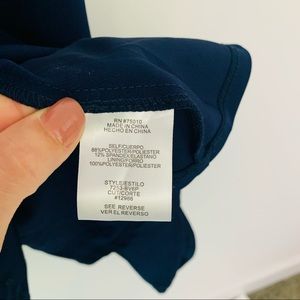 RN #75010
MADE IN CHINA
HECHO EN CHINA
SELF/CUERPO
88%POLYESTER/POLIESTER
12% SPANDEX/ELASTANO
LINING/FORRO
100%POLYESTER/POLIESTER
STYLE/ESTILO
CUT/CORTE
#12986
SEE REVERSE
VER EL REVERSO